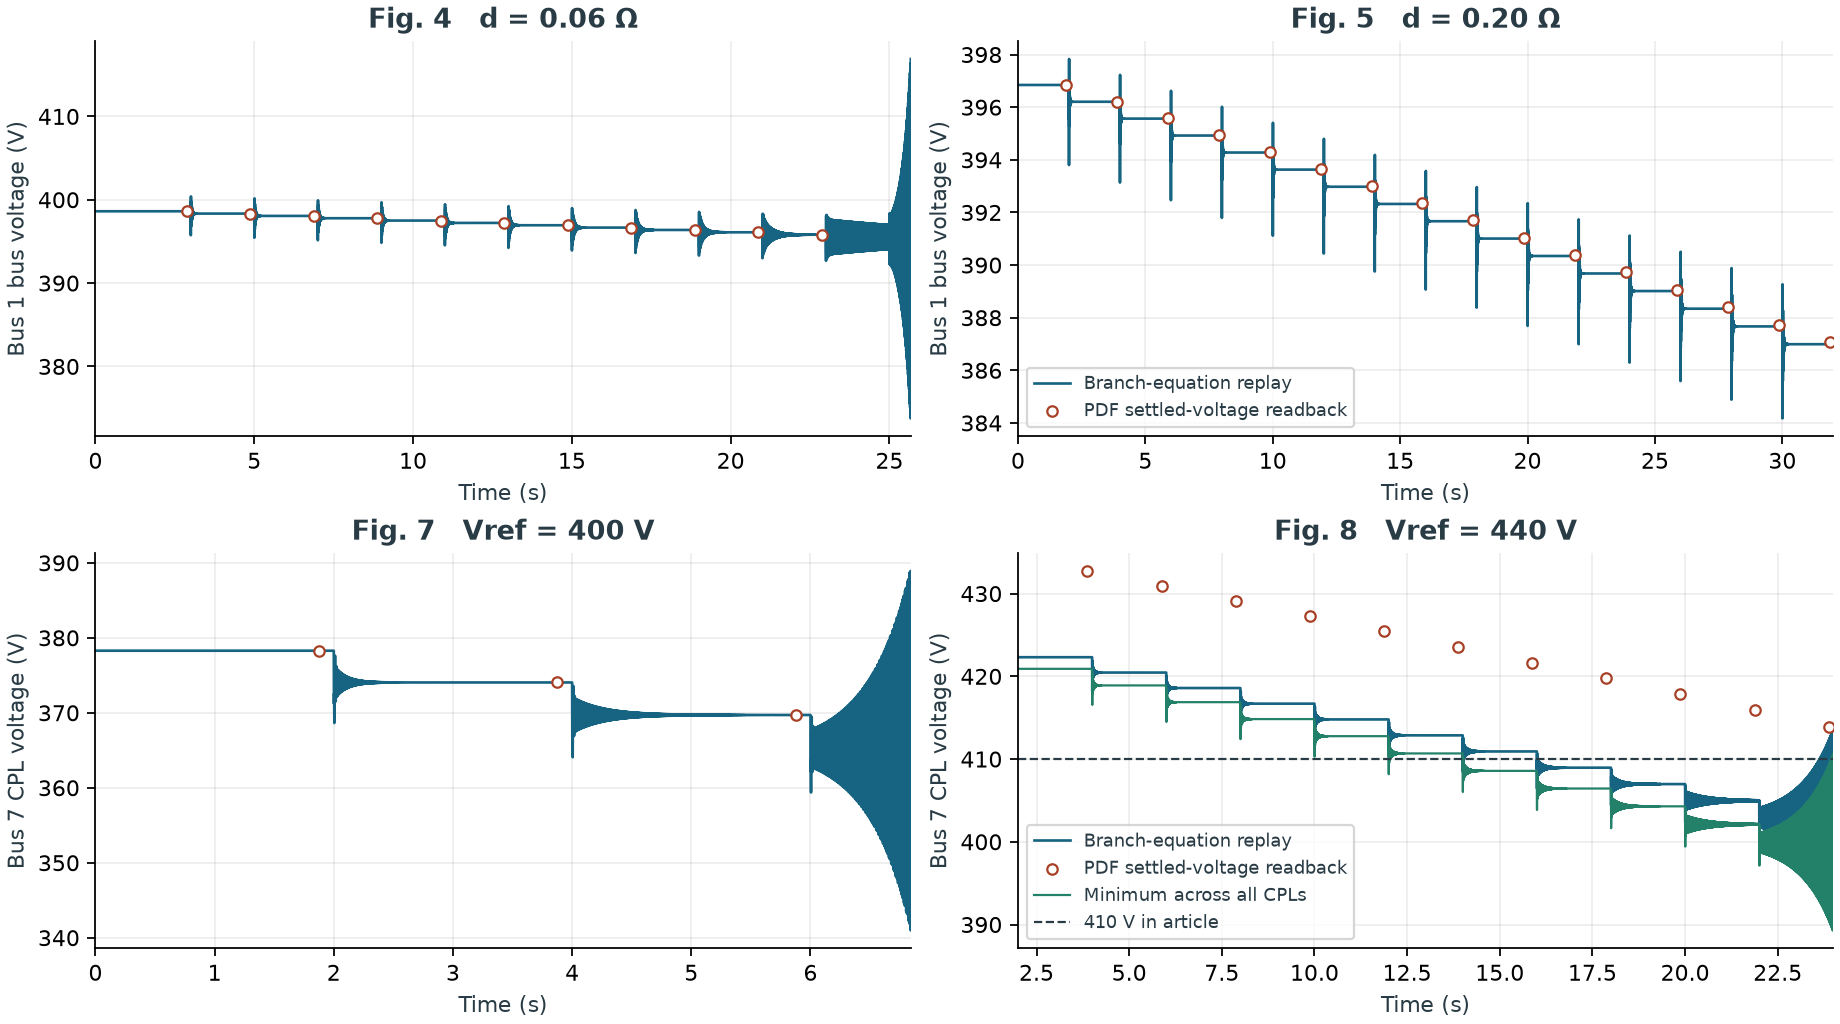 Fig. 4   d = 0.06 Ω
Bus 1 bus voltage (V)
410
400
390
380
0 5 10 15 20 25
Time (s)
Fig. 5   d = 0.20 Ω
Bus 1 bus voltage (V)
398
396
394
392
390
388
386
384
Branch-equation replay
PDF settled-voltage readback
0 5 10 15 20 25 30
Time (s)
Fig. 7   Vref = 400 V
Bus 7 CPL voltage (V)
390
380
370
360
350
340
0 1 2 3 4 5 6
Time (s)
Fig. 8   Vref = 440 V
Bus 7 CPL voltage (V)
430
420
410
400
390
Branch-equation replay
PDF settled-voltage readback
Minimum across all CPLs
410 V in article
2.5 5.0 7.5 10.0 12.5 15.0 17.5 20.0 22.5
Time (s)